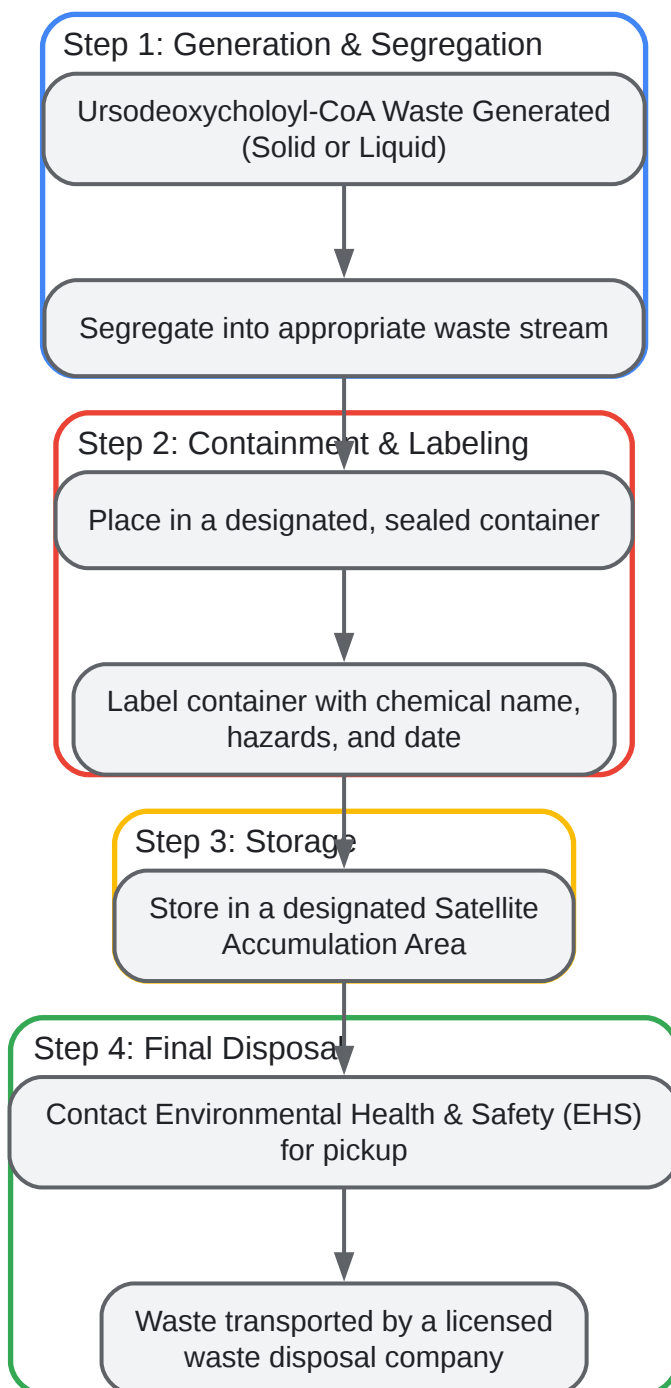 Step 1: Generation & Segregation
Ursodeoxycholoyl-CoA Waste Generated
(Solid or Liquid)
Segregate into appropriate waste stream
Step 2: Containment & Labeling
Place in a designated, sealed container
Label container with chemical name,
hazards, and date
Step 3: Storage
Store in a designated Satellite
Accumulation Area
Step 4: Final Disposal
Contact Environmental Health & Safety (EHS)
for pickup
Waste transported by a licensed
waste disposal company